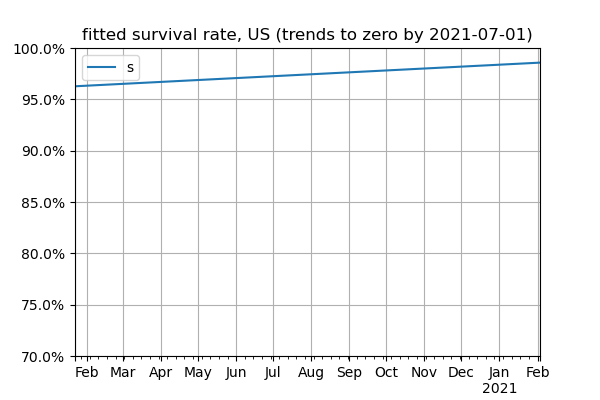 fitted survival rate, US (trends to zero by 2021-07-01)
s
100.0%
95.0%
90.0%
85.0%
80.0%
75.0%
70.0%
Feb Mar Apr May Jun Jul Aug Sep Oct Nov Dec Jan Feb
2021